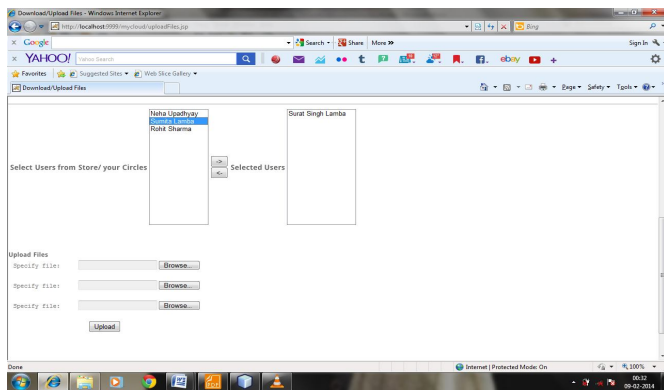 Download/Upload Files - Windows Internet Explorer
http://localhost:9999/mycloud/uploadFiles.jsp
Bing
x Google
Search Share More »
Sign In
x YAHOO!
Yahoo Search
t
f
ebay
+
Favorites
Suggested Sites
Web Slice Gallery
Download/Upload Files
Page
Safety
Tools
Neha Upadhyay
Sumita Lamba
Rohit Sharma
Surat Singh Lamba
Select Users from Store/ your Circles
->
<-
Selected Users
Upload Files
Specify file:
Browse...
Specify file:
Browse...
Specify file:
Browse...
Upload
Done
Internet | Protected Mode: On
100%
00:32
09-02-2014